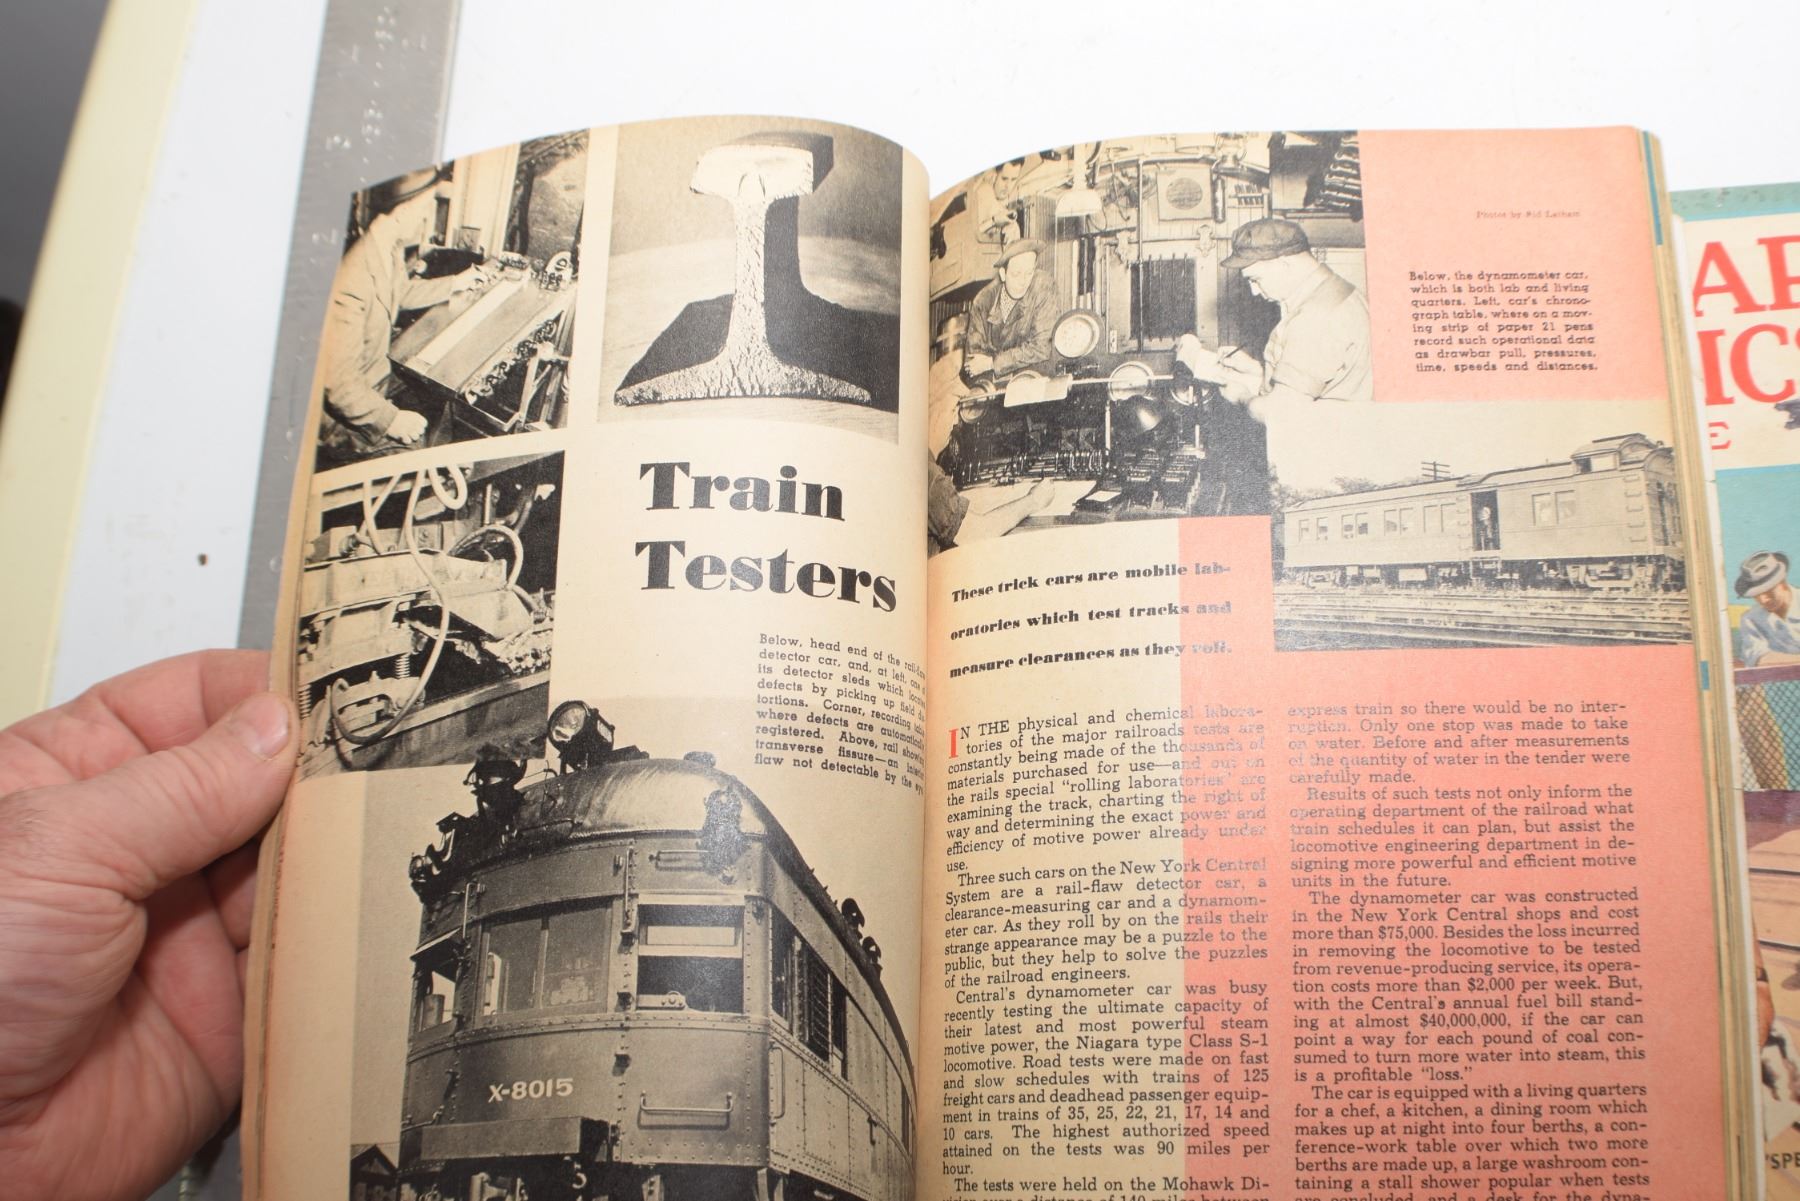 Train
Testers
Below, head end of the rail-flaw
detector car, and, at left, one of
its detector sleds which locates
defects by picking up field dis-
tortions. Corner, recording table
where defects are automatically
registered. Above, rail showing
transverse fissure—an internal
flaw not detectable by the eye
X-8015
5
Photos by Sid Latham
Below, the dynamometer car,
which is both lab and living
quarters. Left, car's chrono-
graph table, where on a mov-
ing strip of paper 21 pens
record such operational data
as drawbar pull, pressures,
time, speeds and distances.
These trick cars are mobile lab-
oratories which test tracks and
measure clearances as they roll.
IN THE physical and chemical labora-
tories of the major railroads tests are
constantly being made of the thousands of
materials purchased for use—and out on
the rails special "rolling laboratories" are
examining the track, charting the right of
way and determining the exact power and
efficiency of motive power already under
use.
Three such cars on the New York Central
System are a rail-flaw detector car, a
clearance-measuring car and a dynamom-
eter car. As they roll by on the rails their
strange appearance may be a puzzle to the
public, but they help to solve the puzzles
of the railroad engineers.
Central's dynamometer car was busy
recently testing the ultimate capacity of
their latest and most powerful steam
motive power, the Niagara type Class S-1
locomotive. Road tests were made on fast
and slow schedules with trains of 125
freight cars and deadhead passenger equip-
ment in trains of 35, 25, 22, 21, 17, 14 and
10 cars. The highest authorized speed
attained on the tests was 90 miles per
hour.
The tests were held on the Mohawk Di-
vision over a distance of 140 miles between
express train so there would be no inter-
ruption. Only one stop was made to take
on water. Before and after measurements
of the quantity of water in the tender were
carefully made.
Results of such tests not only inform the
operating department of the railroad what
train schedules it can plan, but assist the
locomotive engineering department in de-
signing more powerful and efficient motive
units in the future.
The dynamometer car was constructed
in the New York Central shops and cost
more than $75,000. Besides the loss incurred
in removing the locomotive to be tested
from revenue-producing service, its opera-
tion costs more than $2,000 per week. But,
with the Central's annual fuel bill stand-
ing at almost $40,000,000, if the car can
point a way for each pound of coal con-
sumed to turn more water into steam, this
is a profitable "loss."
The car is equipped with a living quarters
for a chef, a kitchen, a dining room which
makes up at night into four berths, a con-
ference-work table over which two more
berths are made up, a large washroom con-
taining a stall shower popular when tests
are concluded, and a desk for the dyna-
AR
ICS
E
'SPE